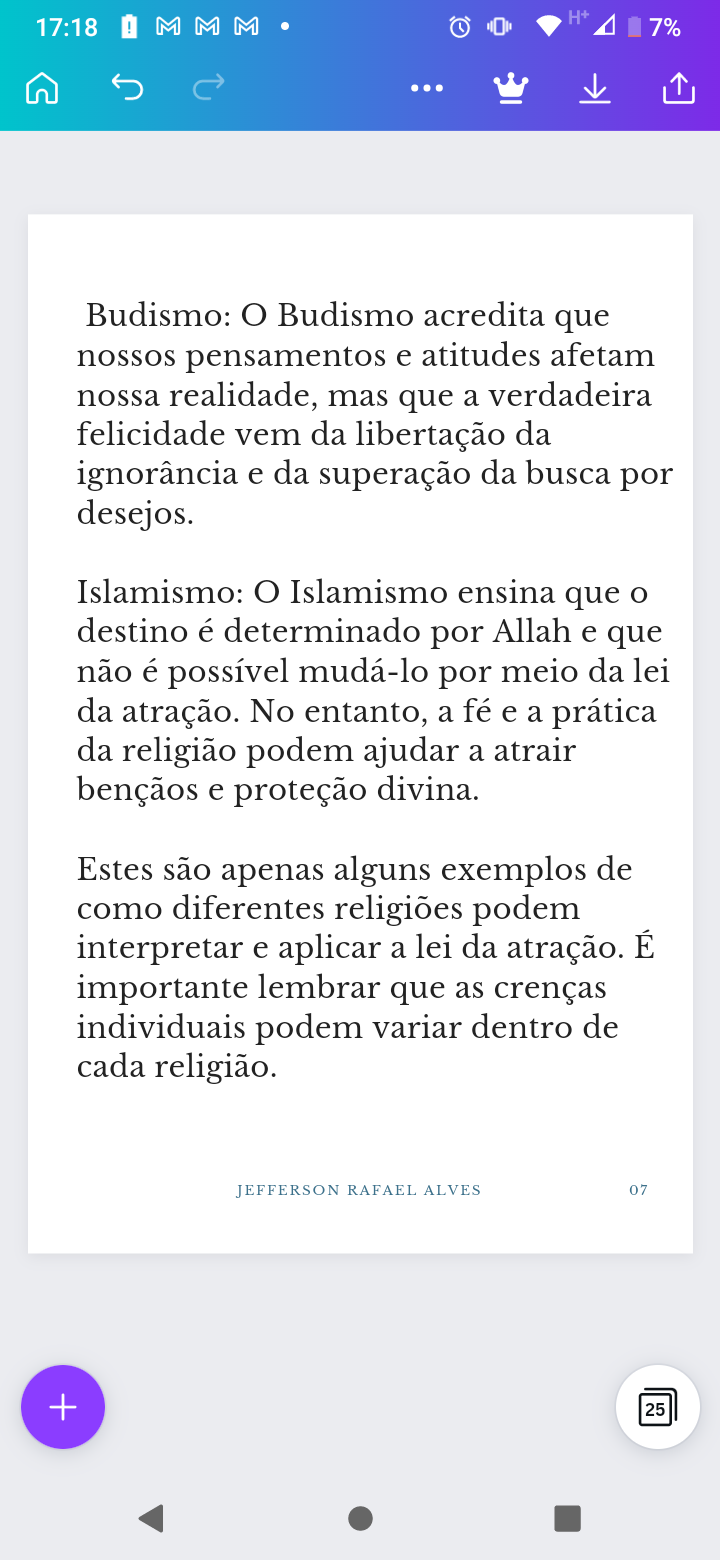 17:18
H+
7%
Budismo: O Budismo acredita que
nossos pensamentos e atitudes afetam
nossa realidade, mas que a verdadeira
felicidade vem da libertação da
ignorância e da superação da busca por
desejos.
Islamismo: O Islamismo ensina que o
destino é determinado por Allah e que
não é possível mudá-lo por meio da lei
da atração. No entanto, a fé e a prática
da religião podem ajudar a atrair
bençãos e proteção divina.
Estes são apenas alguns exemplos de
como diferentes religiões podem
interpretar e aplicar a lei da atração. É
importante lembrar que as crenças
individuais podem variar dentro de
cada religião.
JEFFERSON RAFAEL ALVES
07
25